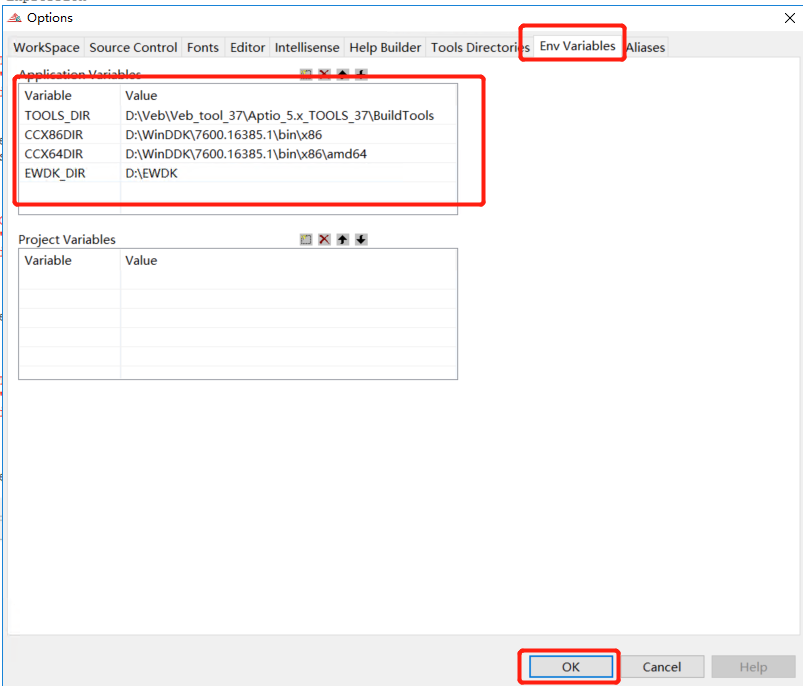 Options
WorkSpace Source Control Fonts Editor Intellisense Help Builder Tools Directories Env Variables Aliases
Application Variables
Variable Value
TOOLS_DIR D:\Veb\Veb_tool_37\Aptio_5.x_TOOLS_37\BuildTools
CCX86DIR D:\WinDDK\7600.16385.1\bin\x86
CCX64DIR D:\WinDDK\7600.16385.1\bin\x86\amd64
EWDK_DIR D:\EWDK
Project Variables
Variable Value
OK Cancel Help